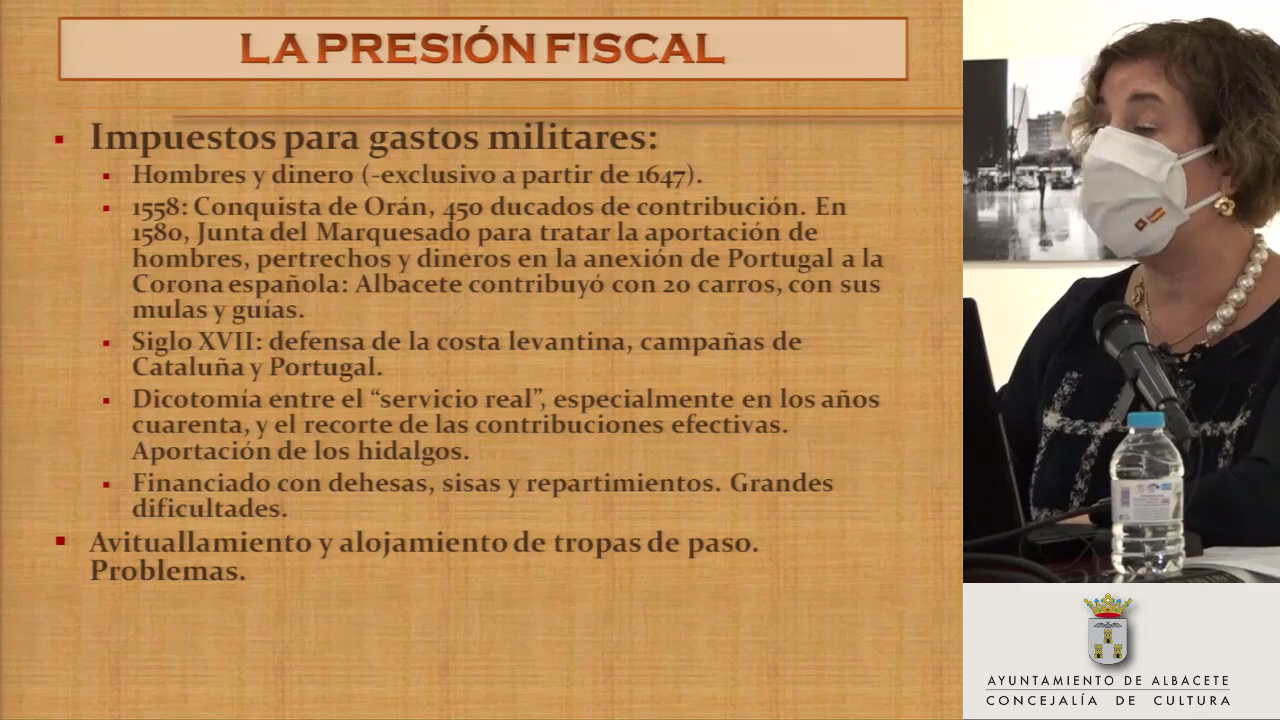 LA PRESIÓN FISCAL
Impuestos para gastos militares:
Hombres y dinero (-exclusivo a partir de 1647).
1558: Conquista de Orán, 450 ducados de contribución. En
1580, Junta del Marquesado para tratar la aportación de
hombres, pertrechos y dineros en la anexión de Portugal a la
Corona española: Albacete contribuyó con 20 carros, con sus
mulas y guías.
Siglo XVII: defensa de la costa levantina, campañas de
Cataluña y Portugal.
Dicotomía entre el “servicio real”, especialmente en los años
cuarenta, y el recorte de las contribuciones efectivas.
Aportación de los hidalgos.
Financiado con dehesas, sisas y repartimientos. Grandes
dificultades.
Avituallamiento y alojamiento de tropas de paso.
Problemas.
AYUNTAMIENTO DE ALBACETE
CONCEJALÍA DE CULTURA